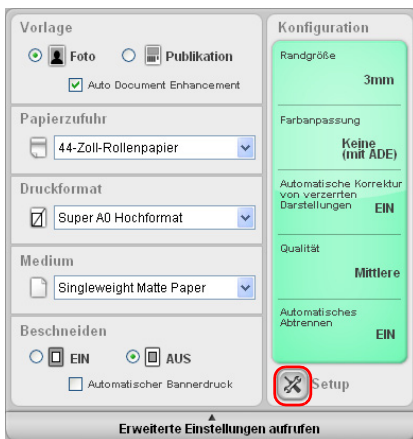 Vorlage
Foto
Publikation
Auto Document Enhancement
Papierzufuhr
44-Zoll-Rollenpapier
Druckformat
Super A0 Hochformat
Medium
Singleweight Matte Paper
Beschneiden
EIN
AUS
Automatischer Bannerdruck
Konfiguration
Randgröße
3mm
Farbanpassung
Keine
(mit ADE)
Automatische Korrektur
von verzerrten
Darstellungen
EIN
Qualität
Mittlere
Automatisches
Abtrennen
EIN
Setup
Erweiterte Einstellungen aufrufen